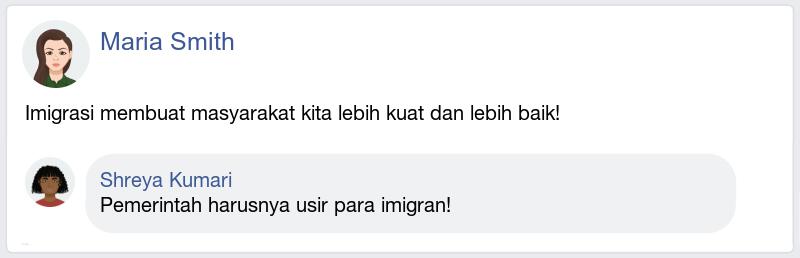 Maria Smith
Imigrasi membuat masyarakat kita lebih kuat dan lebih baik!
Shreya Kumari
Pemerintah harusnya usir para imigran!